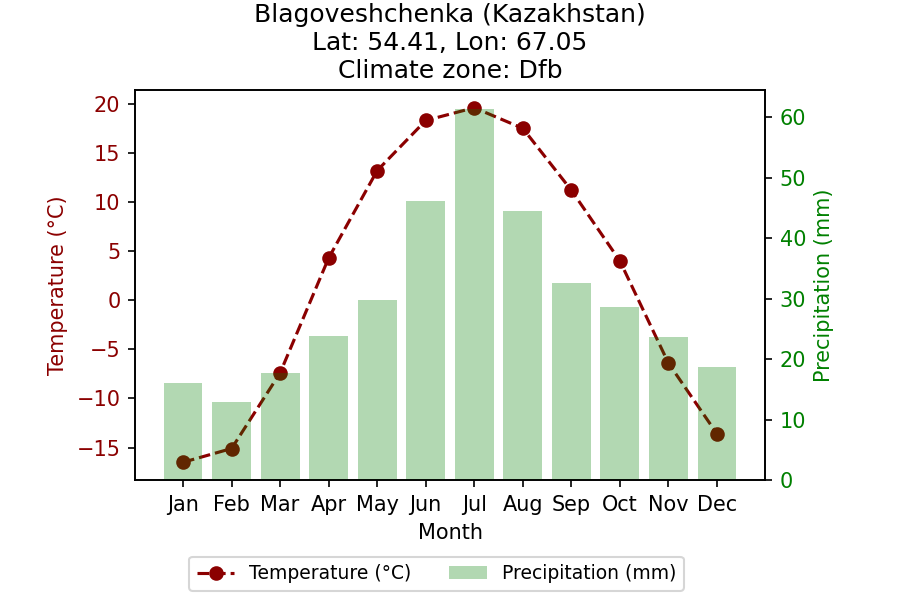 Blagoveshchenka (Kazakhstan)
Lat: 54.41, Lon: 67.05
Climate zone: Dfb
20
15
10
5
0
−5
−10
−15
Temperature (°C)
60
50
40
30
20
10
0
Precipitation (mm)
Jan Feb Mar Apr May Jun Jul Aug Sep Oct Nov Dec
Month
Temperature (°C) Precipitation (mm)